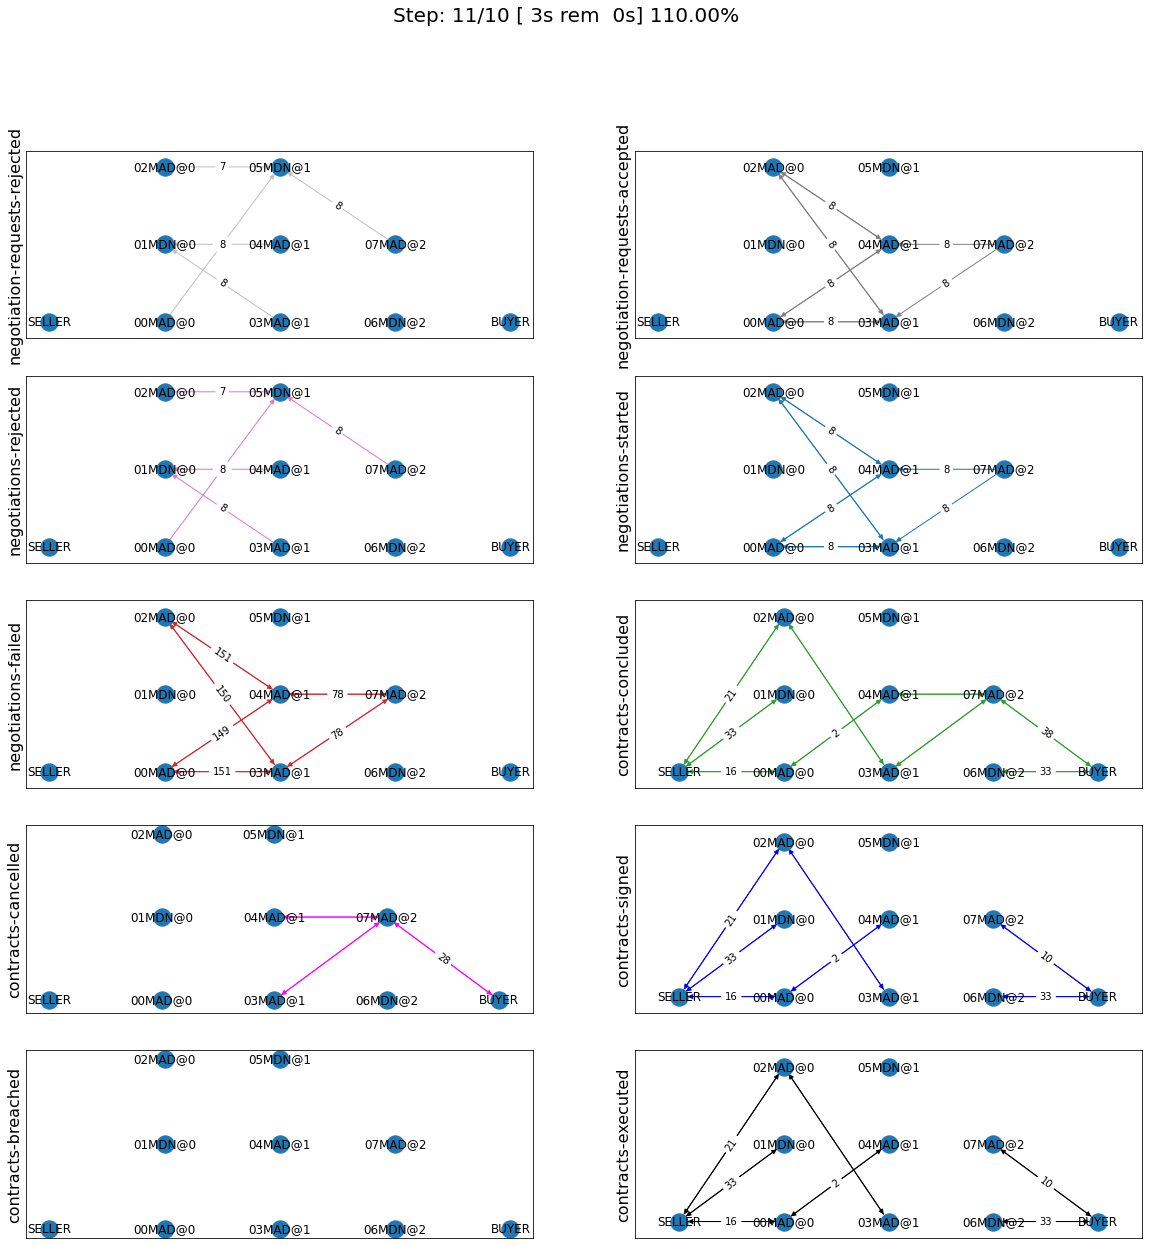 Step: 11/10 [ 3s rem  0s] 110.00%
negotiation-requests-rejected
02MAD@0 7 05MDN@1
8
01MDN@0 8 04MAD@1 07MAD@2
8
SELLER 00MAD@0 03MAD@1 06MDN@2 BUYER
negotiation-requests-accepted
02MAD@0 05MDN@1
8
01MDN@0 8 04MAD@1 8 07MAD@2
8 8
SELLER 00MAD@0 8 03MAD@1 06MDN@2 BUYER
negotiations-rejected
02MAD@0 7 05MDN@1
8
01MDN@0 8 04MAD@1 07MAD@2
8
SELLER 00MAD@0 03MAD@1 06MDN@2 BUYER
negotiations-started
02MAD@0 05MDN@1
8
01MDN@0 8 04MAD@1 8 07MAD@2
8 8
SELLER 00MAD@0 8 03MAD@1 06MDN@2 BUYER
negotiations-failed
02MAD@0 05MDN@1
151
01MDN@0 150 04MAD@1 78 07MAD@2
149 78
SELLER 00MAD@0 151 03MAD@1 06MDN@2 BUYER
contracts-concluded
02MAD@0 05MDN@1
21 01MDN@0 04MAD@1 07MAD@2
33 2 38
SELLER 16 00MAD@0 03MAD@1 06MDN@2 33 BUYER
contracts-cancelled
02MAD@0 05MDN@1
01MDN@0 04MAD@1 07MAD@2
28
SELLER 00MAD@0 03MAD@1 06MDN@2 BUYER
contracts-signed
02MAD@0 05MDN@1
21 01MDN@0 04MAD@1 07MAD@2
33 2 10
SELLER 16 00MAD@0 03MAD@1 06MDN@2 33 BUYER
contracts-breached
02MAD@0 05MDN@1
01MDN@0 04MAD@1 07MAD@2
SELLER 00MAD@0 03MAD@1 06MDN@2 BUYER
contracts-executed
02MAD@0 05MDN@1
21 01MDN@0 04MAD@1 07MAD@2
33 2 10
SELLER 16 00MAD@0 03MAD@1 06MDN@2 33 BUYER